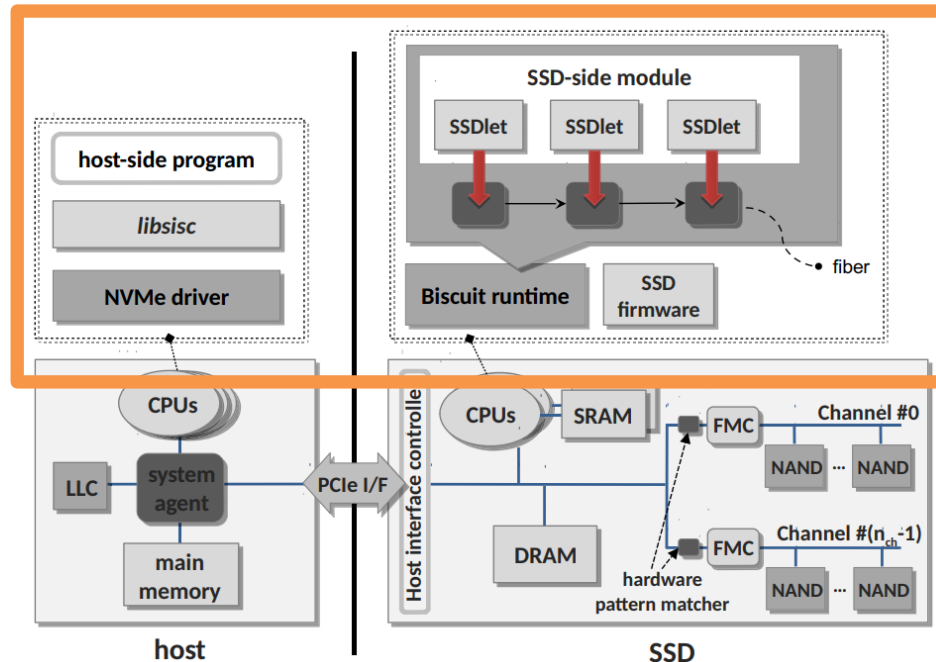 SSD-side module
SSDlet
SSDlet
SSDlet
host-side program
libsisc
NVMe driver
fiber
Biscuit runtime
SSD
firmware
CPUs
LLC
system
agent
main
memory
PCIe I/F
Host interface controller
CPUs
SRAM
DRAM
FMC
Channel #0
NAND
...
NAND
FMC
Channel #(nch-1)
NAND
...
NAND
hardware
pattern matcher
host
SSD